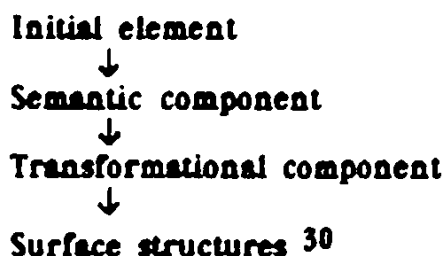 Initial element
↓
Semantic component
↓
Transformational component
↓
Surface structures 30